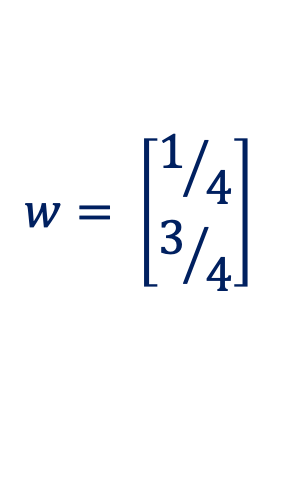 w = [1/4
3/4]